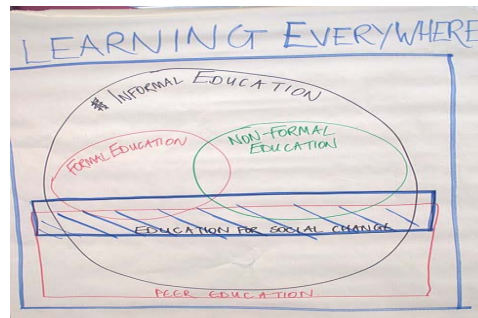 LEARNING EVERYWHERE
# INFORMAL EDUCATION
FORMAL EDUCATION
NON-FORMAL
EDUCATION
EDUCATION FOR SOCIAL CHANGE
PEER EDUCATION